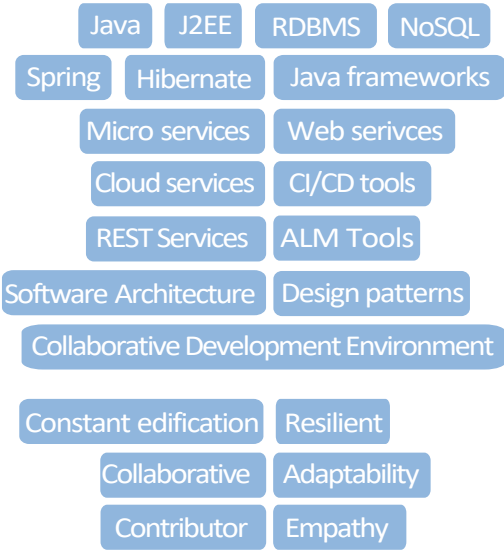 Java J2EE RDBMS NoSQL
Spring Hibernate Java frameworks
Micro services Web serivces
Cloud services CI/CD tools
REST Services ALM Tools
Software Architecture Design patterns
Collaborative Development Environment
Constant edification Resilient
Collaborative Adaptability
Contributor Empathy